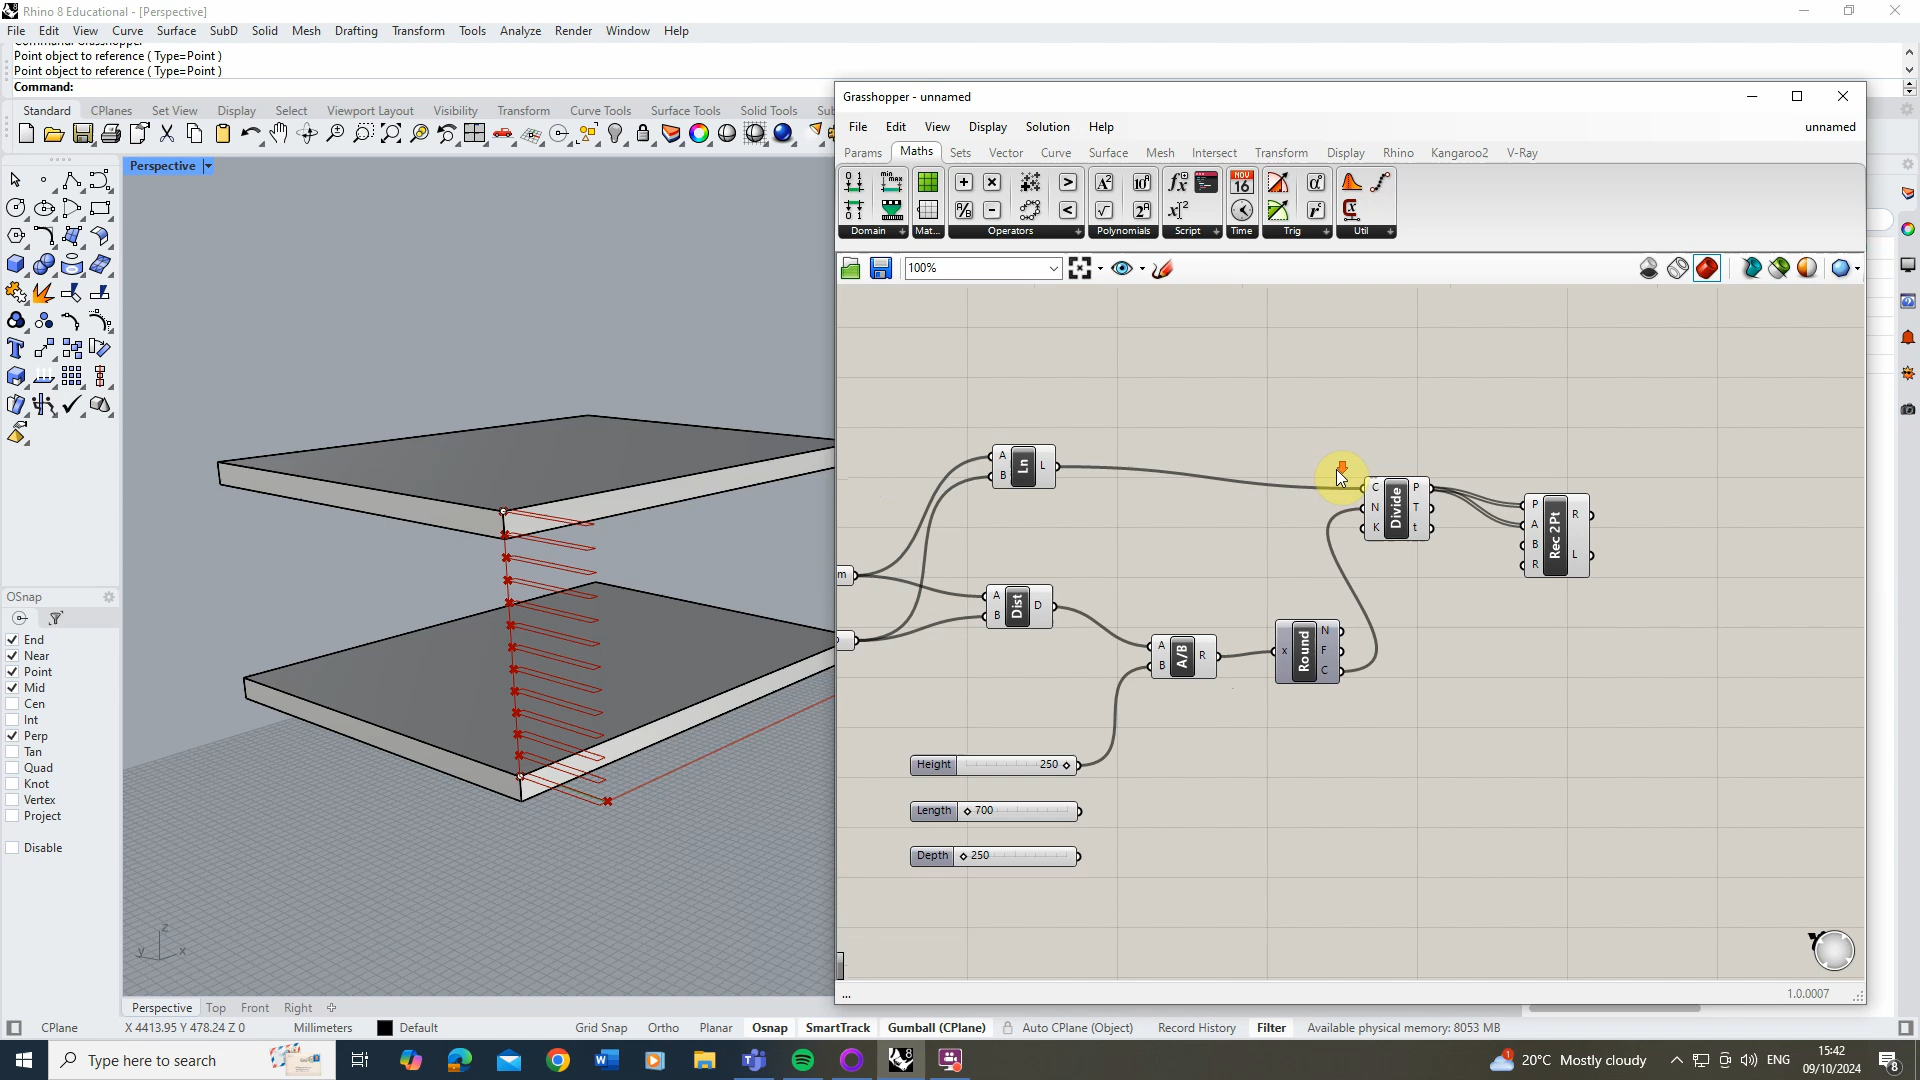 Rhino 8 Educational - [Perspective]
File Edit View Curve Surface SubD Solid Mesh Drafting Transform Tools Analyze Render Window Help
Point object to reference ( Type=Point )
Point object to reference ( Type=Point )
Command:
Standard CPlanes Set View Display Select Viewport Layout Visibility Transform Curve Tools Surface Tools Solid Tools
Perspective
Grasshopper - unnamed
File Edit View Display Solution Help
unnamed
Params Maths Sets Vector Curve Surface Mesh Intersect Transform Display Rhino Kangaroo2 V-Ray
Domain Mat... Operators Polynomials Script Time Trig Util
100%
A B Ln L
C N K Divide P T t
P A B R Rec 2Pt R L
m
A B Dist D
A B A/B R
x Round N F C
Height 250
Length 700
Depth 250
OSnap
End
Near
Point
Mid
Cen
Int
Perp
Tan
Quad
Knot
Vertex
Project
Disable
z
y x
...
1.0.0007
Perspective Top Front Right
CPlane X 4413.95 Y 478.24 Z 0 Millimeters Default Grid Snap Ortho Planar Osnap SmartTrack Gumball (CPlane) Auto CPlane (Object) Record History Filter Available physical memory: 8053 MB
Type here to search
20°C Mostly cloudy
ENG
15:42
09/10/2024
8